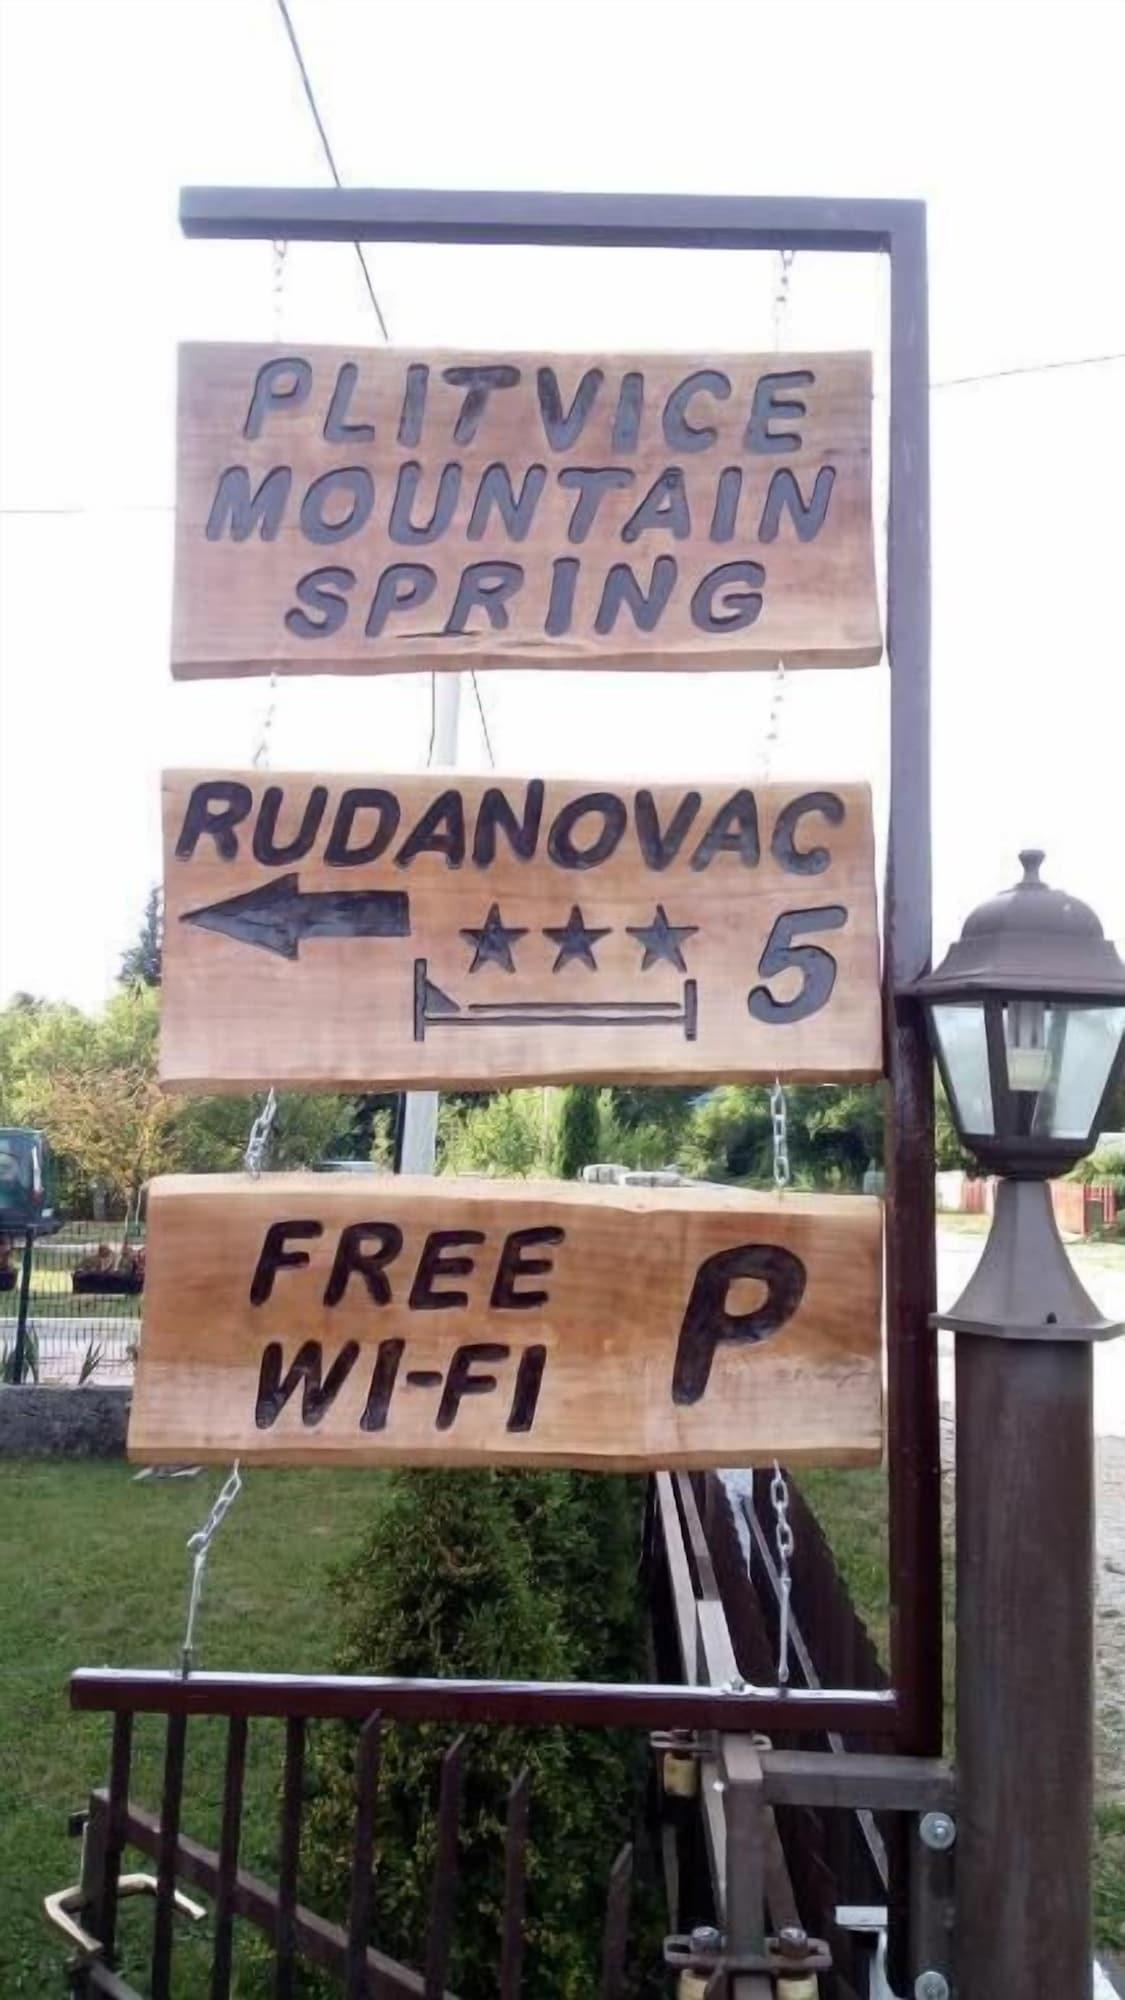 PLITVICE
MOUNTAIN
SPRING
RUDANOVAC
5
FREE
WI-FI
P